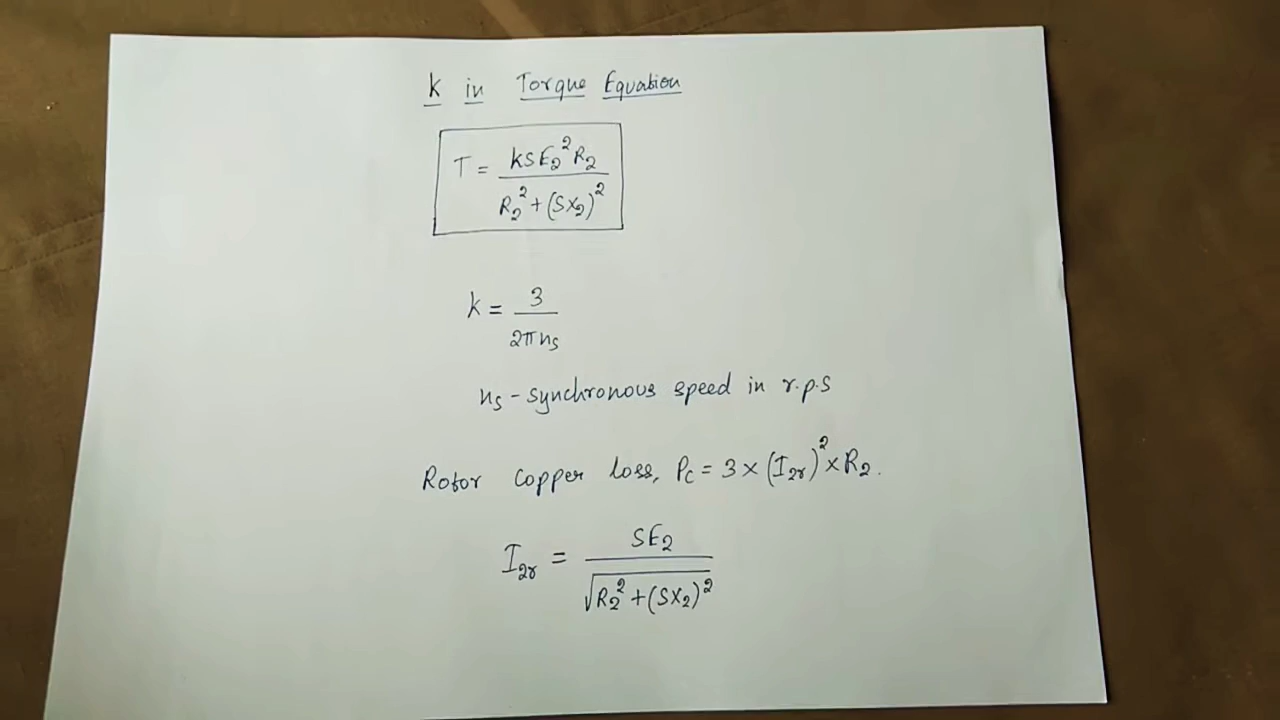 k in Torque Equation
T = kSE₂²R₂ / R₂² + (SX₂)²
k = 3 / 2πnₛ
nₛ - synchronous speed in r.p.s
Rotor copper loss, P_C = 3 × (I₂ᵣ)² × R₂.
I₂ᵣ = SE₂ / √R₂² + (SX₂)²